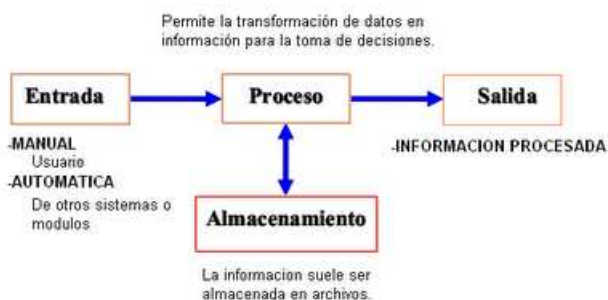 Permite la transformación de datos en
información para la toma de decisiones.
Entrada
Proceso
Salida
-MANUAL
Usuario
-AUTOMATICA
De otros sistemas o
modulos
-INFORMACION PROCESADA
Almacenamiento
La informacion suele ser
almacenada en archivos.